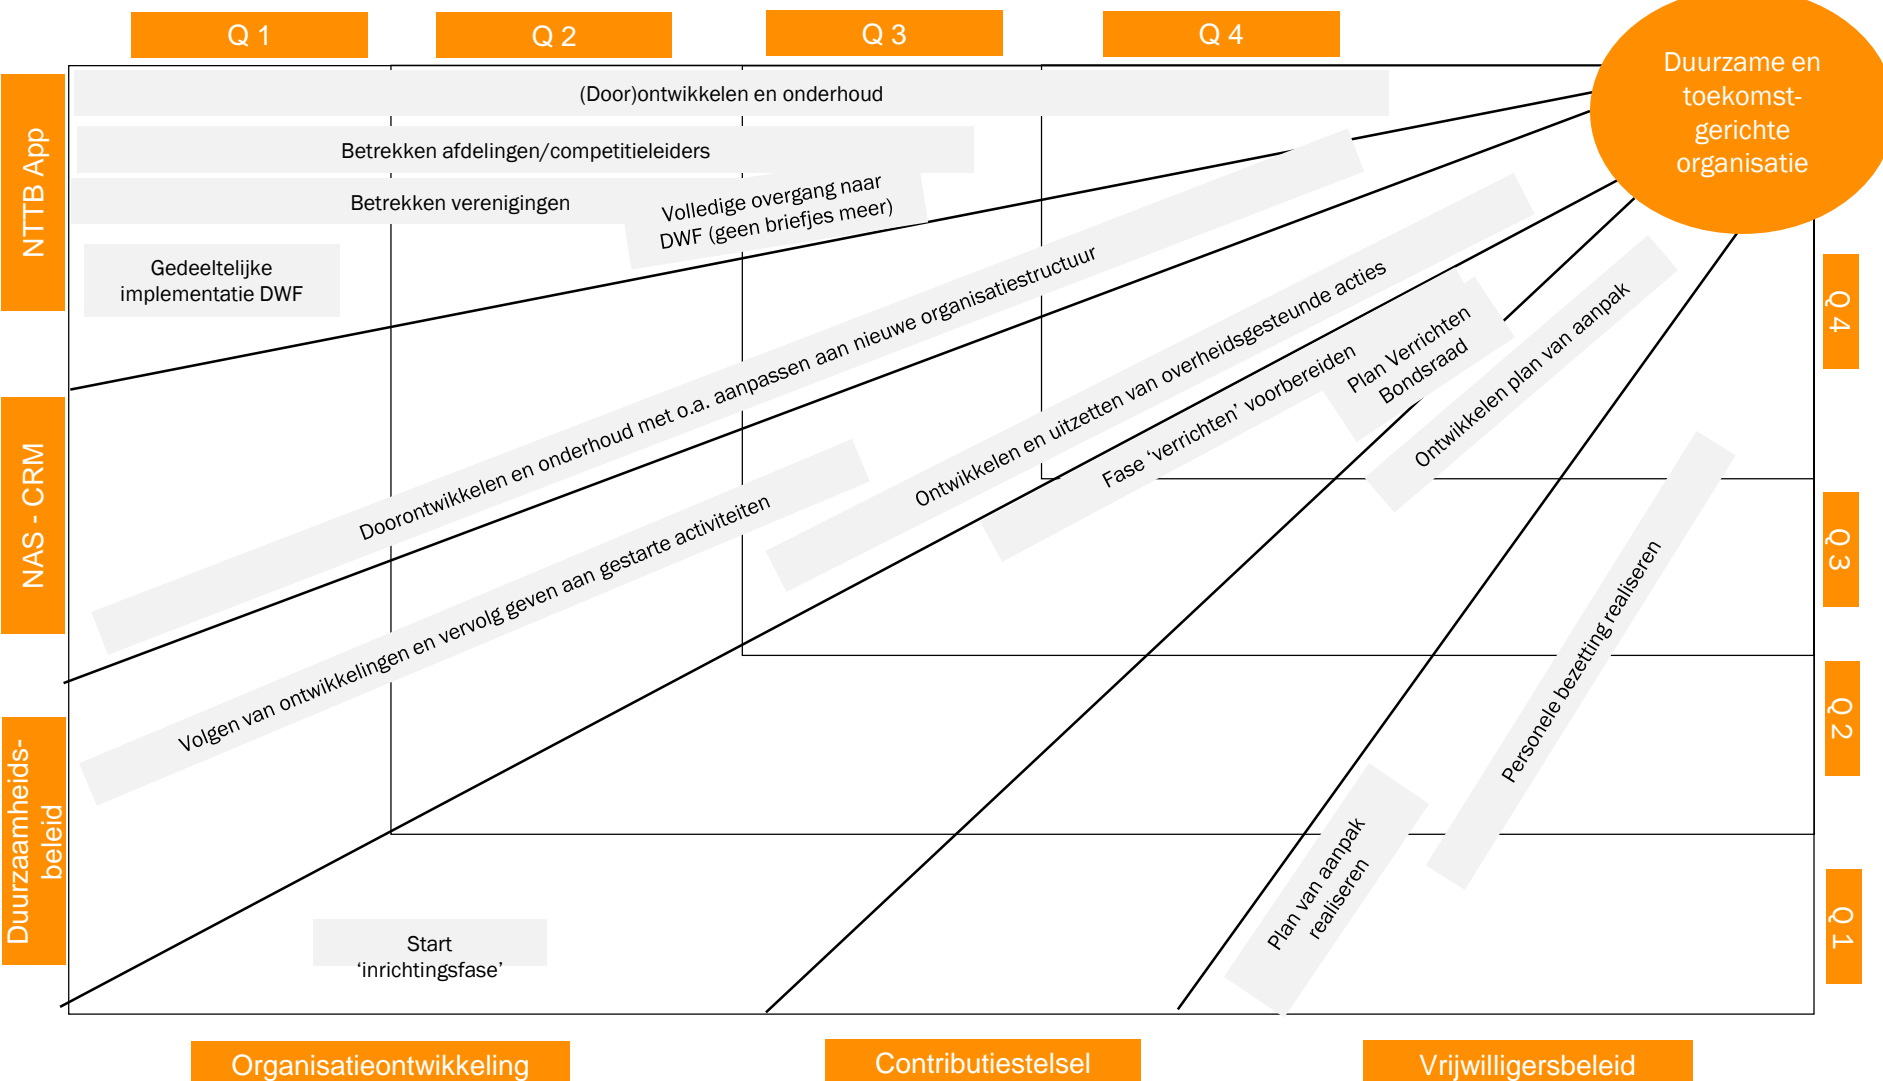 Q 1
Q 2
Q 3
Q 4
Duurzame en
toekomst-
gerichte
organisatie
NTTB App
(Door)ontwikkelen en onderhoud
Betrekken afdelingen/competitieleiders
Betrekken verenigingen
Volledige overgang naar
DWF (geen briefjes meer)
Gedeeltelijke
implementatie DWF
NAS - CRM
Doorontwikkelen en onderhoud met o.a. aanpassen aan nieuwe organisatiestructuur
Duurzaamheids-
beleid
Volgen van ontwikkelingen en vervolg geven aan gestarte activiteiten
Ontwikkelen en uitzetten van overheidsgesteunde acties
Fase ‘verrichten’ voorbereiden
Plan Verrichten
Bondsraad
Ontwikkelen plan van aanpak
Personele bezetting realiseren
Plan van aanpak
realiseren
Start
‘inrichtingsfase’
Q 4
Q 3
Q 2
Q 1
Organisatieontwikkeling
Contributiestelsel
Vrijwilligersbeleid